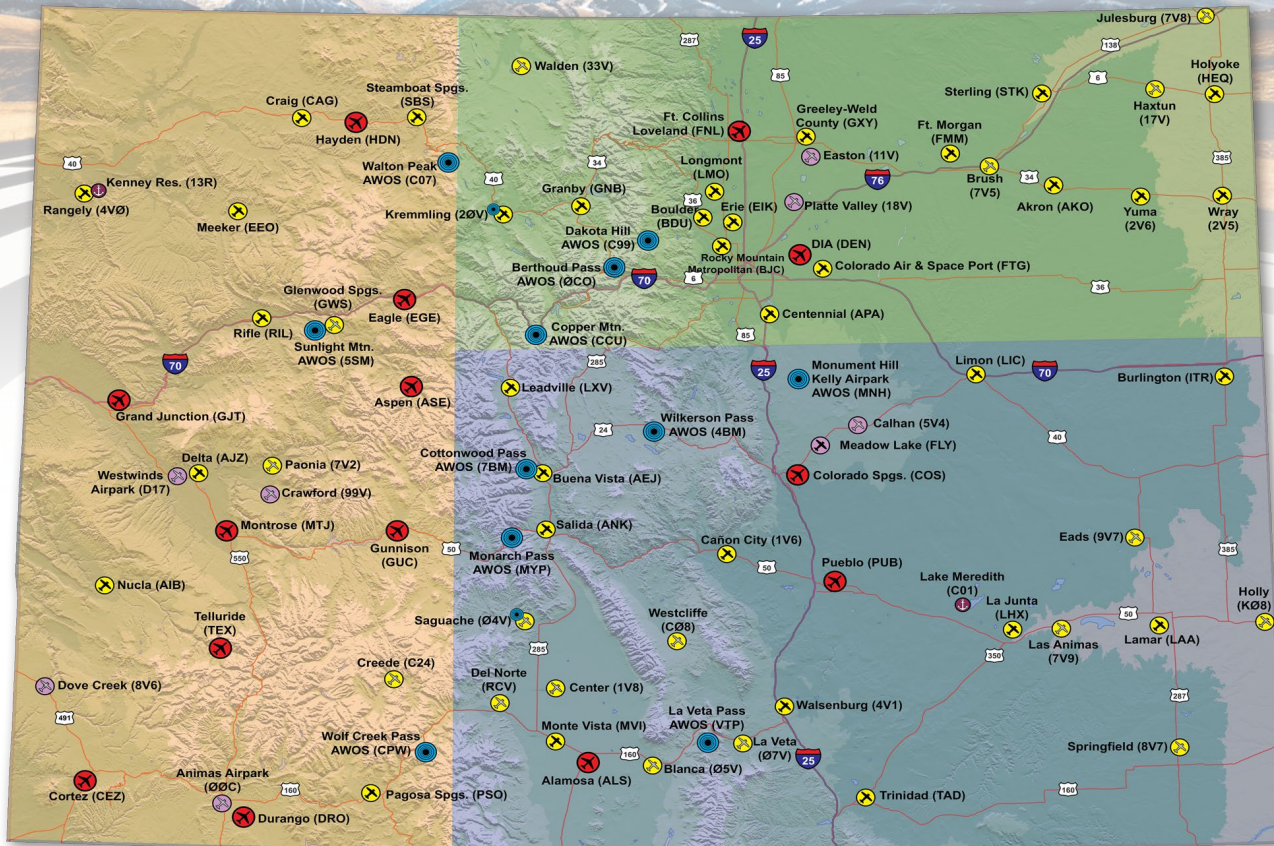 Julesburg (7V8)
287
25
138
Walden (33V)
85
6
Holyoke
(HEQ)
Steamboat Spgs.
(SBS)
Craig (CAG)
Hayden (HDN)
Sterling (STK)
Haxtun
(17V)
Greeley-Weld
County (GXY)
Ft. Collins
Loveland (FNL)
Ft. Morgan
(FMM)
40
Walton Peak
AWOS (C07)
34
Easton (11V)
385
Longmont
(LMO)
76
Brush
(7V5)
34
Kenney Res. (13R)
Rangely (4VØ)
40
Granby (GNB)
36
Akron (AKO)
Yuma
(2V6)
Wray
(2V5)
Meeker (EEO)
Kremmling (2ØV)
Boulder
(BDU)
Erie (EIK)
Platte Valley (18V)
Dakota Hill
AWOS (C99)
DIA (DEN)
Rocky Mountain
Metropolitan (BJC)
Colorado Air & Space Port (FTG)
Berthoud Pass
AWOS (ØCO)
70
6
36
Glenwood Spgs.
(GWS)
Eagle (EGE)
Rifle (RIL)
Sunlight Mtn.
AWOS (5SM)
Copper Mtn.
AWOS (CCU)
Centennial (APA)
85
70
285
25
Monument Hill
Kelly Airpark
AWOS (MNH)
Limon (LIC)
70
Burlington (ITR)
Leadville (LXV)
Aspen (ASE)
Grand Junction (GJT)
24
Wilkerson Pass
AWOS (4BM)
Calhan (5V4)
40
Meadow Lake (FLY)
Cottonwood Pass
AWOS (7BM)
Buena Vista (AEJ)
Colorado Spgs. (COS)
Delta (AJZ)
Westwinds
Airpark (D17)
Paonia (7V2)
Crawford (99V)
Montrose (MTJ)
Gunnison
(GUC)
Salida (ANK)
Monarch Pass
AWOS (MYP)
50
550
Cañon City (1V6)
50
Eads (9V7)
385
Pueblo (PUB)
Nucla (AIB)
Lake Meredith
(C01)
La Junta
(LHX)
Holly
(KØ8)
Telluride
(TEX)
Saguache (Ø4V)
Westcliffe
(CØ8)
50
Las Animas
(7V9)
Lamar (LAA)
285
350
Creede (C24)
Dove Creek (8V6)
Del Norte
(RCV)
Center (1V8)
287
491
La Veta Pass
AWOS (VTP)
Walsenburg (4V1)
Wolf Creek Pass
AWOS (CPW)
Monte Vista (MVI)
160
La Veta
(Ø7V)
25
Springfield (8V7)
Blanca (Ø5V)
Alamosa (ALS)
Animas Airpark
(ØØC)
160
Cortez (CEZ)
Pagosa Spgs. (PSO)
160
Trinidad (TAD)
Durango (DRO)